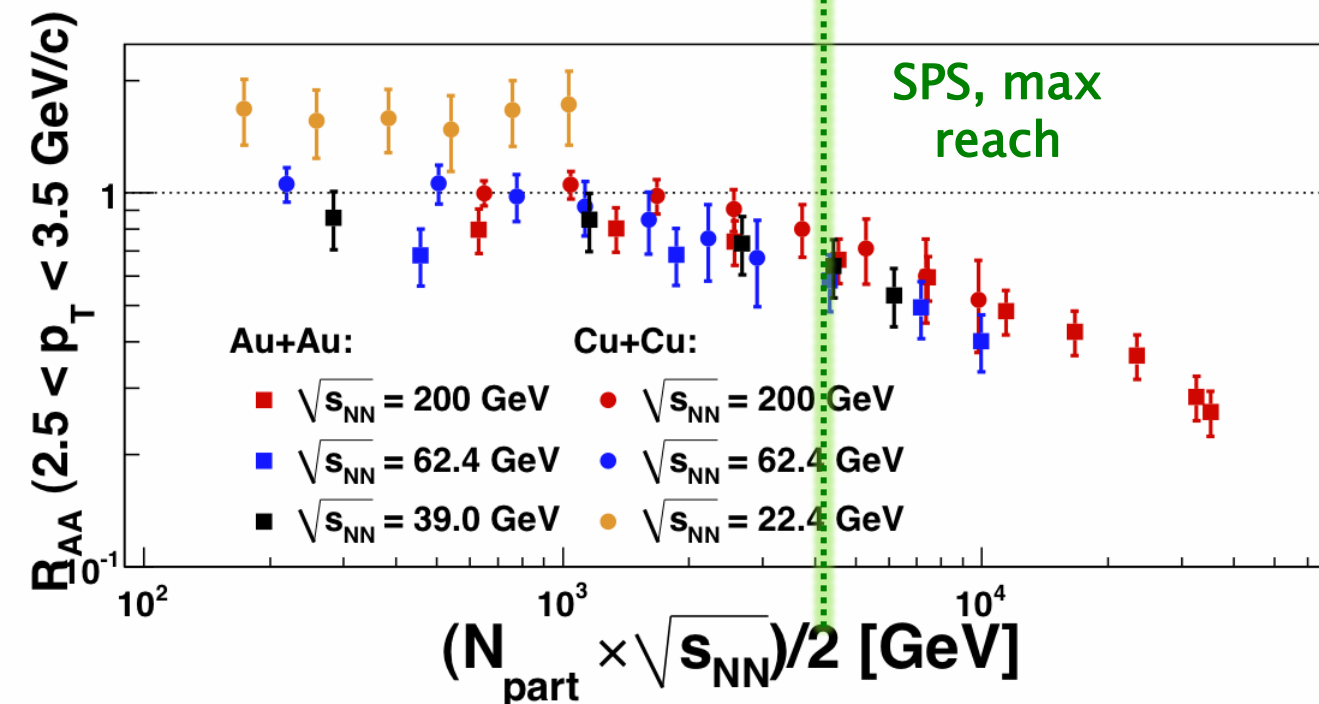 R_AA (2.5 < p_T < 3.5 GeV/c)
SPS, max
reach
1
Au+Au: Cu+Cu:
√s_NN = 200 GeV √s_NN = 200 GeV
√s_NN = 62.4 GeV √s_NN = 62.4 GeV
√s_NN = 39.0 GeV √s_NN = 22.4 GeV
10^-1
10^2 10^3 10^4
(N_part ×√s_NN)/2 [GeV]